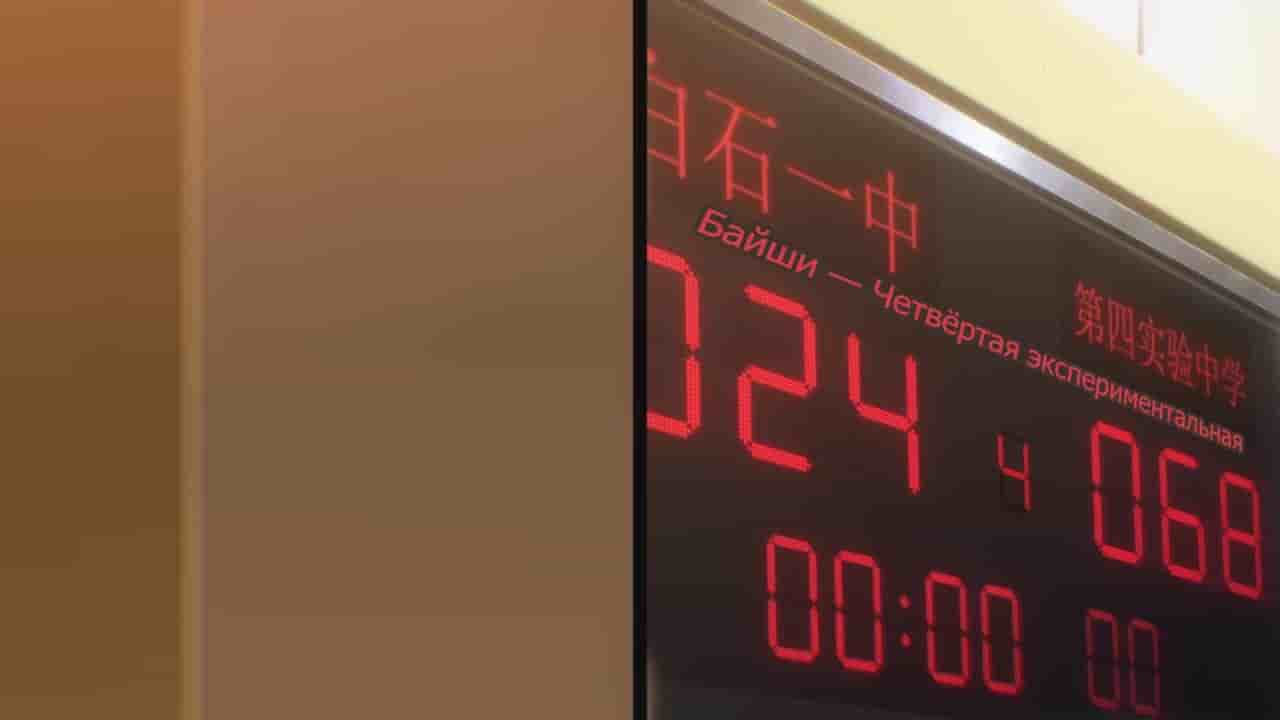 白石一中
第四实验中学
Байши — Четвёртая экспериментальная
024 4 068
00:00 00